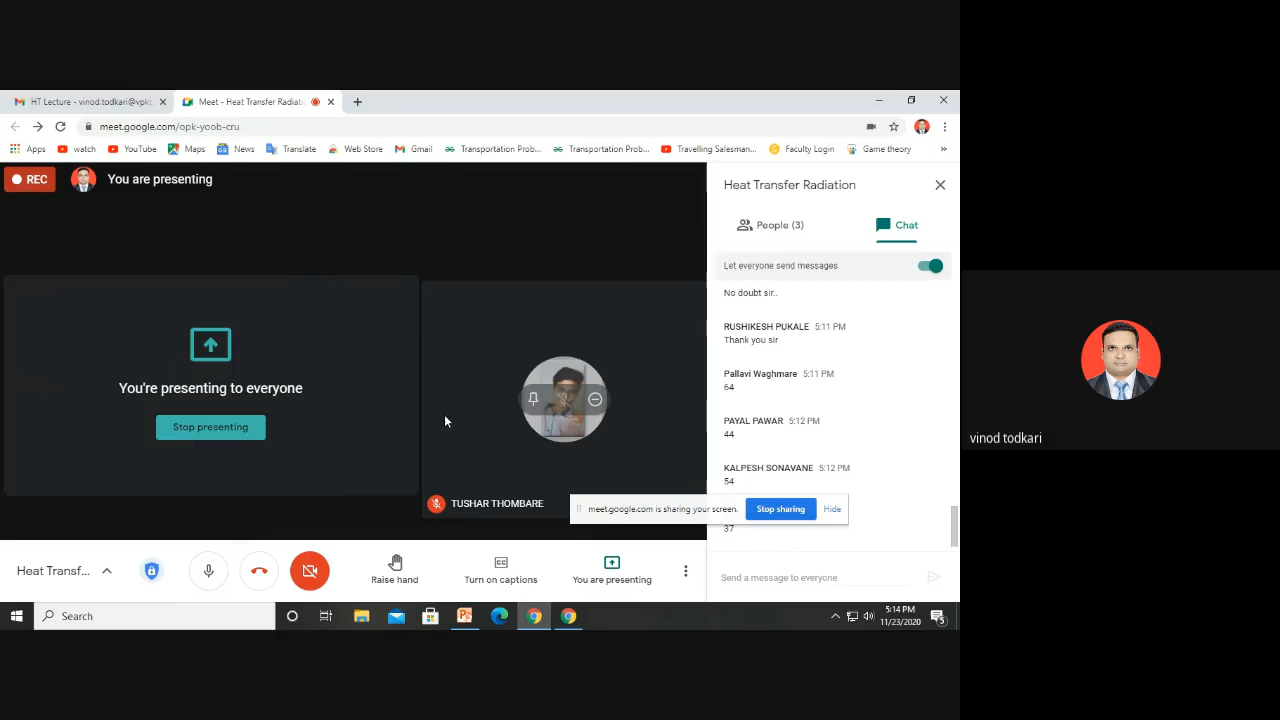 HT Lecture - vinod.todkari@vpkt
Meet - Heat Transfer Radiati
meet.google.com/opk-yoob-cru
Apps watch YouTube Maps News Translate Web Store Gmail Transportation Prob... Transportation Prob... Travelling Salesman... Faculty Login Game theory »
REC
You are presenting
You're presenting to everyone
Stop presenting
TUSHAR THOMBARE
Heat Transfer Radiation
People (3)
Chat
Let everyone send messages
No doubt sir..
RUSHIKESH PUKALE 5:11 PM
Thank you sir
Pallavi Waghmare 5:11 PM
64
PAYAL PAWAR 5:12 PM
44
KALPESH SONAVANE 5:12 PM
54
meet.google.com is sharing your screen.
Stop sharing
Hide
37
Send a message to everyone
Heat Transf...
Raise hand
CC
Turn on captions
You are presenting
Search
5:14 PM
11/23/2020
5
vinod todkari